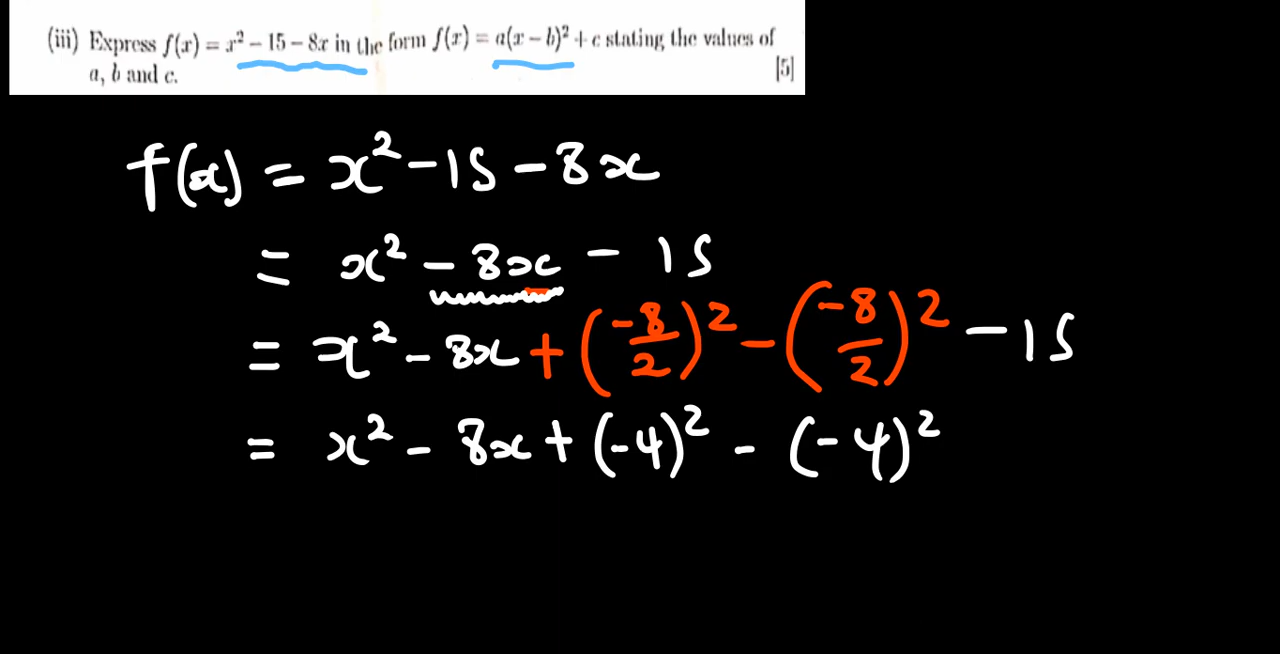 (iii) Express f(x) = x² − 15 − 8x in the form f(x) = a(x − b)² + c stating the values of
a, b and c. [5]
f(x) = x² − 15 − 8x
= x² − 8x − 15
= x² − 8x + (−8/2)² − (−8/2)² − 15
= x² − 8x + (−4)² − (−4)²